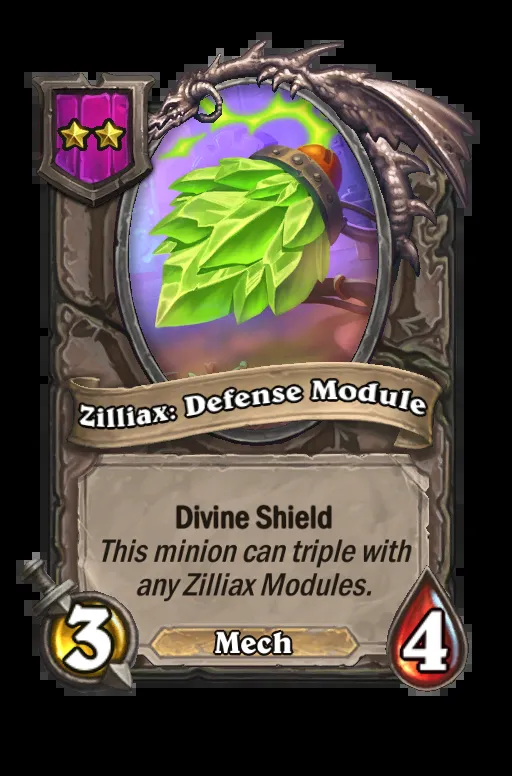 Zilliax: Defense Module
Divine Shield
This minion can triple with
any Zilliax Modules.
3
Mech
4